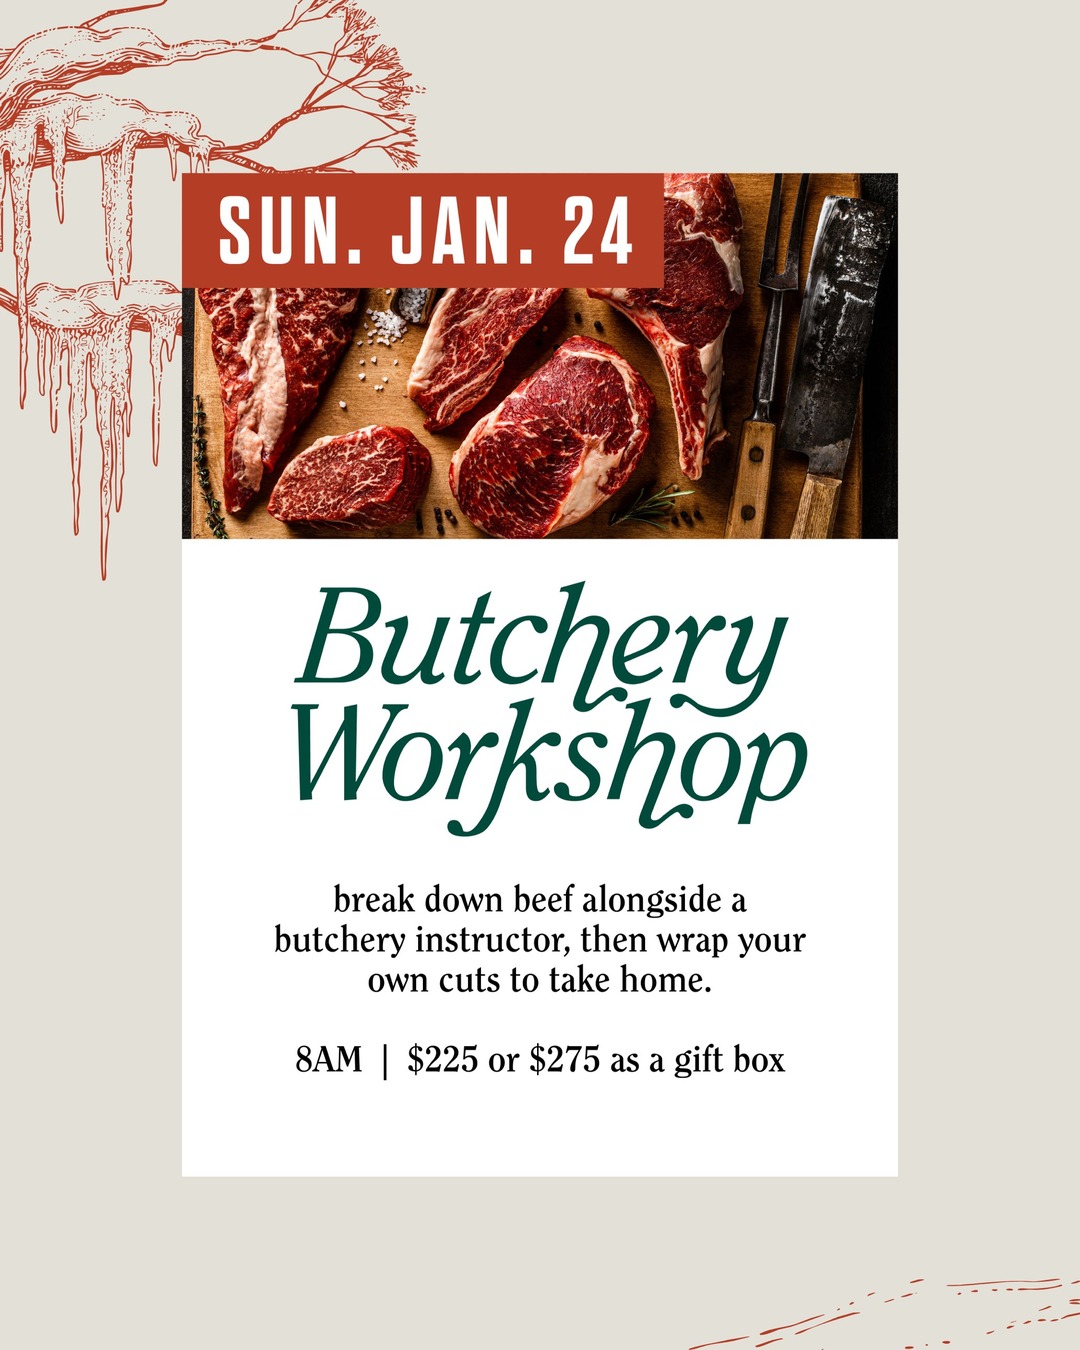 SUN. JAN. 24
Butchery
Workshop
break down beef alongside a
butchery instructor, then wrap your
own cuts to take home.
8AM | $225 or $275 as a gift box